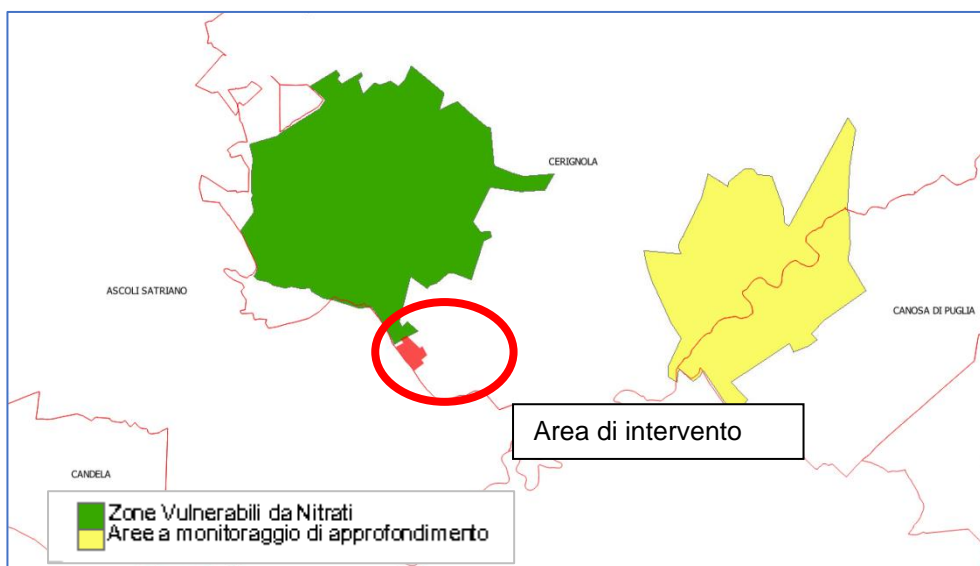 CERIGNOLA
ASCOLI SATRIANO
CANOSA DI PUGLIA
Area di intervento
CANDELA
Zone Vulnerabili da Nitrati
Aree a monitoraggio di approfondimento